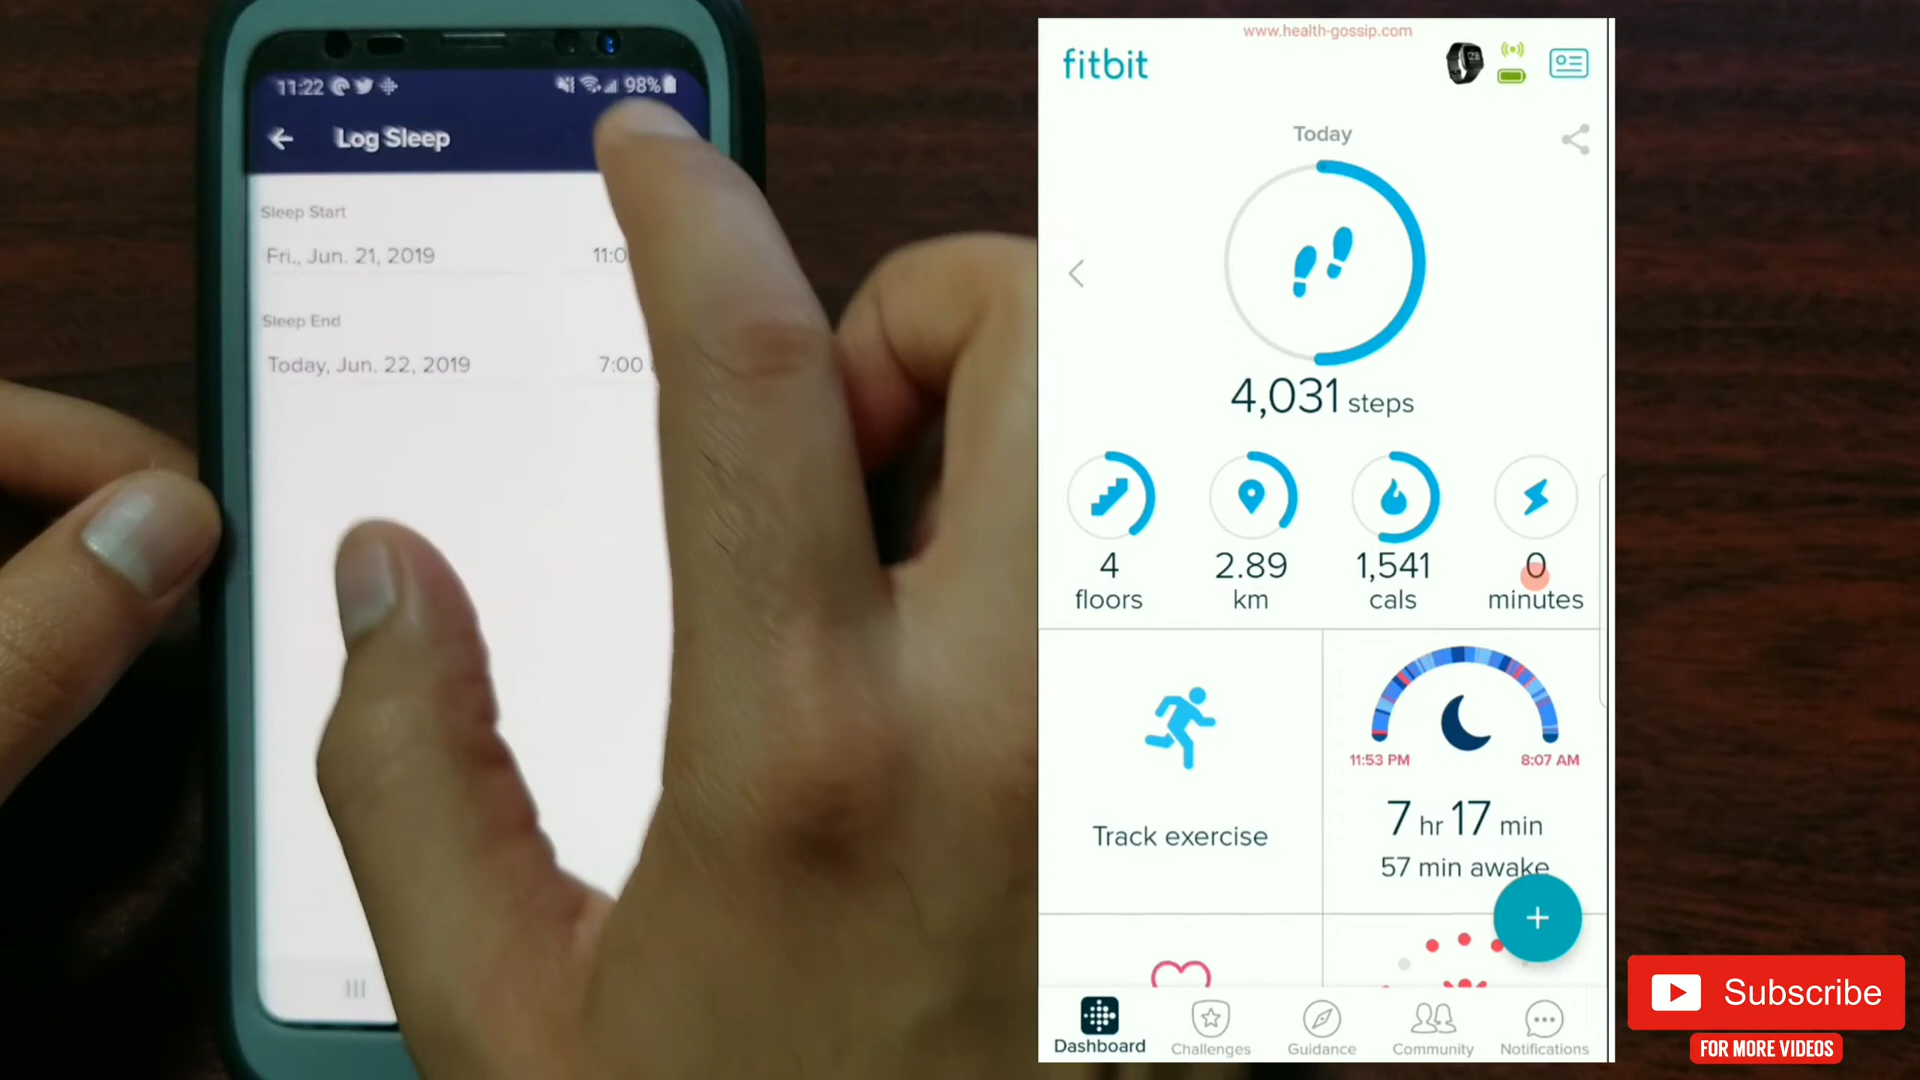 11:22
98%
Log Sleep
Sleep Start
Fri., Jun. 21, 2019
11:0
Sleep End
Today, Jun. 22, 2019
7:00
www.health-gossip.com
fitbit
Today
4,031 steps
4
floors
2.89
km
1,541
cals
0
minutes
Track exercise
11:53 PM
8:07 AM
7 hr 17 min
57 min awake
+
Dashboard
Challenges
Guidance
Community
Notifications
Subscribe
FOR MORE VIDEOS